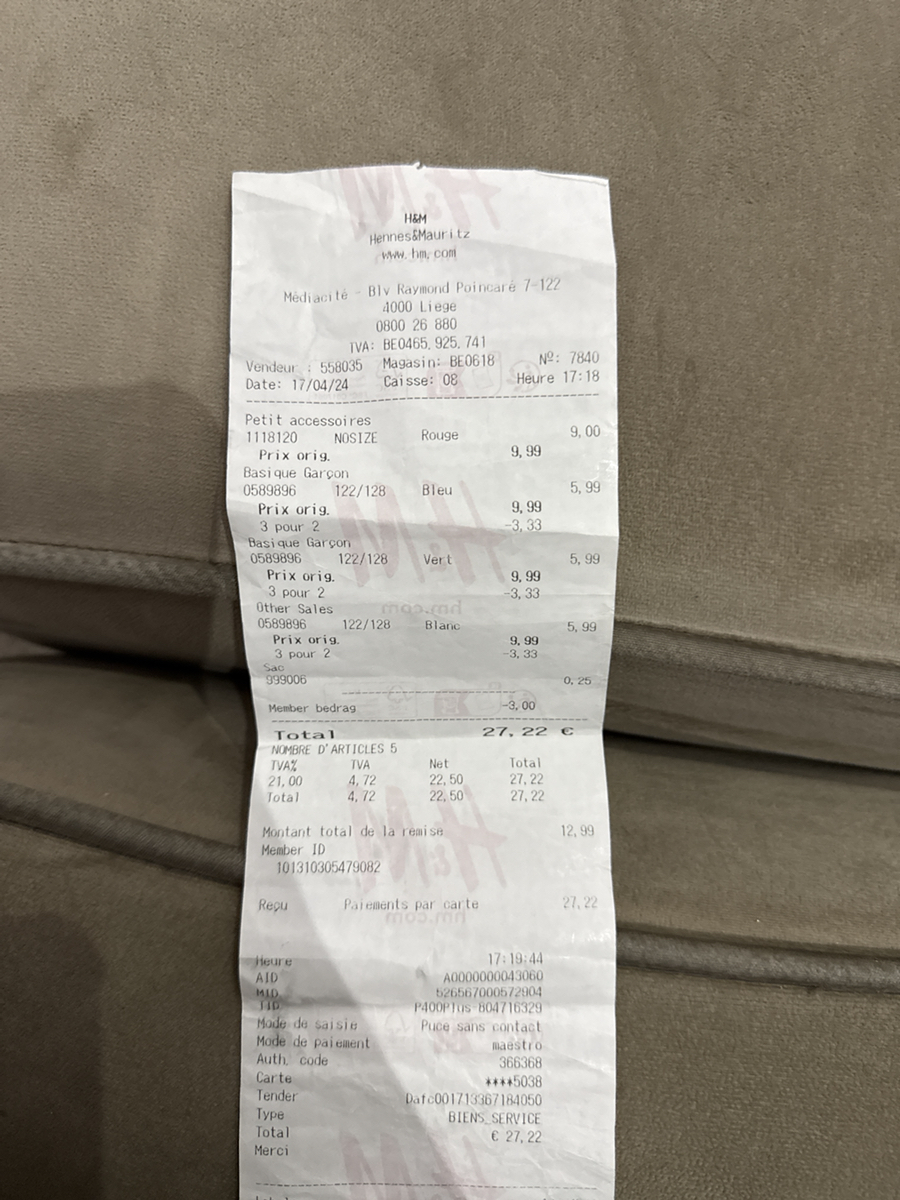 H&M
Hennes&Mauritz
www.hm.com
Médiacité - Blv Raymond Poincaré 7-122
4000 Liege
0800 26 880
TVA: BE0465.925.741
Vendeur : 558035 Magasin: BE0618 Nº: 7840
Date: 17/04/24 Caisse: 08 Heure 17:18
Petit accessoires
1118120 NOSIZE Rouge 9,00
Prix orig. 9,99
Basique Garçon
0589896 122/128 Bleu 5,99
Prix orig. 9,99
3 pour 2 -3,33
Basique Garçon
0589896 122/128 Vert 5,99
Prix orig. 9,99
3 pour 2 -3,33
Other Sales
0589896 122/128 Blanc 5,99
Prix orig. 9,99
3 pour 2 -3,33
Sac
999006 0,25
Member bedrag -3,00
Total 27,22 €
NOMBRE D'ARTICLES 5
TVA% TVA Net Total
21,00 4,72 22,50 27,22
Total 4,72 22,50 27,22
Montant total de la remise 12,99
Member ID
101310305479082
Reçu Paiements par carte 27,22
Heure 17:19:44
AID A0000000043060
MID 526567000572904
TID P400Plus-804716329
Mode de saisie Puce sans contact
Mode de paiement maestro
Auth. code 366368
Carte ****5038
Tender DafC001713367184050
Type BIENS_SERVICE
Total € 27,22
Merci